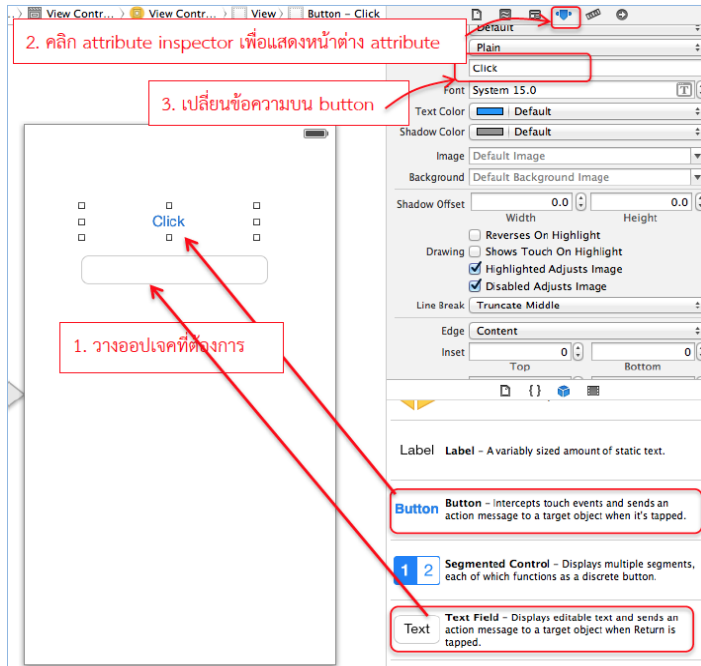 View Contr... View Contr... View Button - Click
2. คลิก attribute inspector เพื่อแสดงหน้าต่าง attribute
Default
Plain
Click
3. เปลี่ยนข้อความบน button
Font System 15.0 T
Text Color Default
Shadow Color Default
Image Default Image
Background Default Background Image
Shadow Offset 0.0 0.0
Width Height
Reverses On Highlight
Drawing Shows Touch On Highlight
Highlighted Adjusts Image
Disabled Adjusts Image
Line Break Truncate Middle
Edge Content
Inset 0 0
Top Bottom
Click
1. วางออปเจคที่ต้องการ
{ }
Label Label - A variably sized amount of static text.
Button Button - Intercepts touch events and sends an
action message to a target object when it's tapped.
1 2 Segmented Control - Displays multiple segments,
each of which functions as a discrete button.
Text Text Field - Displays editable text and sends an
action message to a target object when Return is
tapped.